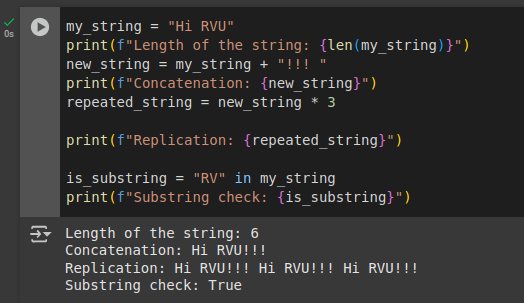 my_string = "Hi RVU"
print(f"Length of the string: {len(my_string)}")
new_string = my_string + "!!! "
print(f"Concatenation: {new_string}")
repeated_string = new_string * 3
print(f"Replication: {repeated_string}")
is_substring = "RV" in my_string
print(f"Substring check: {is_substring}")
0s
Length of the string: 6
Concatenation: Hi RVU!!!
Replication: Hi RVU!!! Hi RVU!!! Hi RVU!!!
Substring check: True